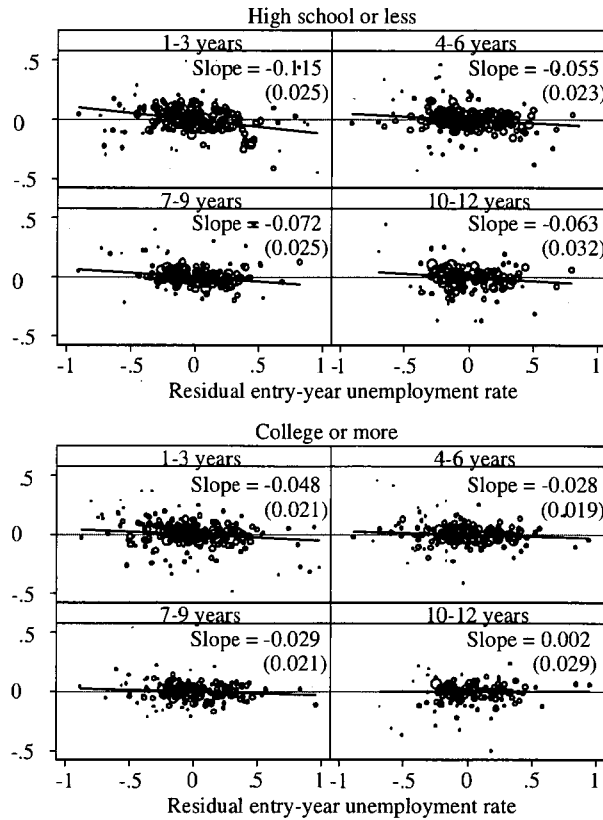 High school or less
1-3 years 4-6 years
.5 Slope = -0.115 Slope = -0.055
(0.025) (0.023)
0
-.5
7-9 years 10-12 years
.5 Slope = -0.072 Slope = -0.063
(0.025) (0.032)
0
-.5
-1 -.5 0 .5 1 -1 -.5 0 .5 1
Residual entry-year unemployment rate
College or more
1-3 years 4-6 years
.5 Slope = -0.048 Slope = -0.028
(0.021) (0.019)
0
-.5
7-9 years 10-12 years
.5 Slope = -0.029 Slope = 0.002
(0.021) (0.029)
0
-.5
-1 -.5 0 .5 1 -1 -.5 0 .5 1
Residual entry-year unemployment rate